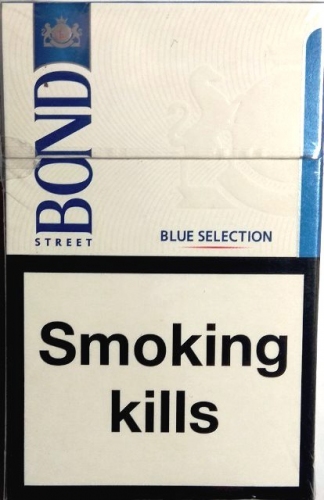 BOND
STREET
BLUE SELECTION
Smoking
kills